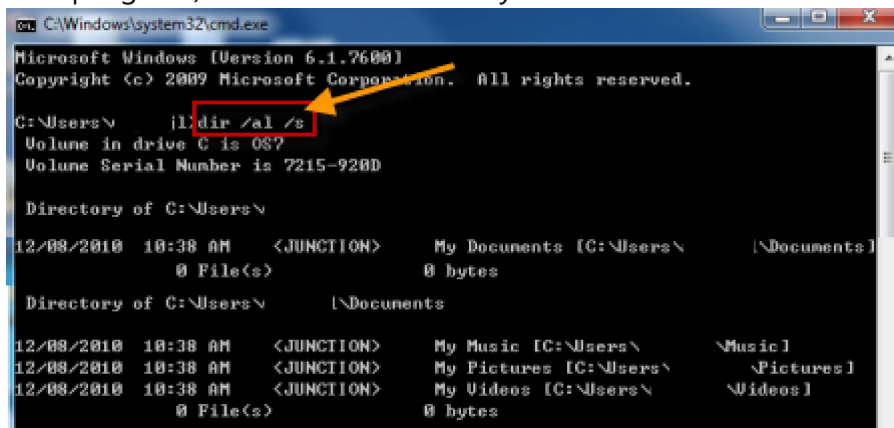 C:\Windows\system32\cmd.exe
Microsoft Windows [Version 6.1.7600]
Copyright (c) 2009 Microsoft Corporation. All rights reserved.
C:\Users\v jl>dir /al /s
Volume in drive C is OS7
Volume Serial Number is 7215-920D
Directory of C:\Users\
12/08/2010 10:38 AM <JUNCTION> My Documents [C:\Users\ \Documents]
0 File(s) 0 bytes
Directory of C:\Users\ l\Documents
12/08/2010 10:38 AM <JUNCTION> My Music [C:\Users\ \Music]
12/08/2010 10:38 AM <JUNCTION> My Pictures [C:\Users\ \Pictures]
12/08/2010 10:38 AM <JUNCTION> My Videos [C:\Users\ \Videos]
0 File(s) 0 bytes